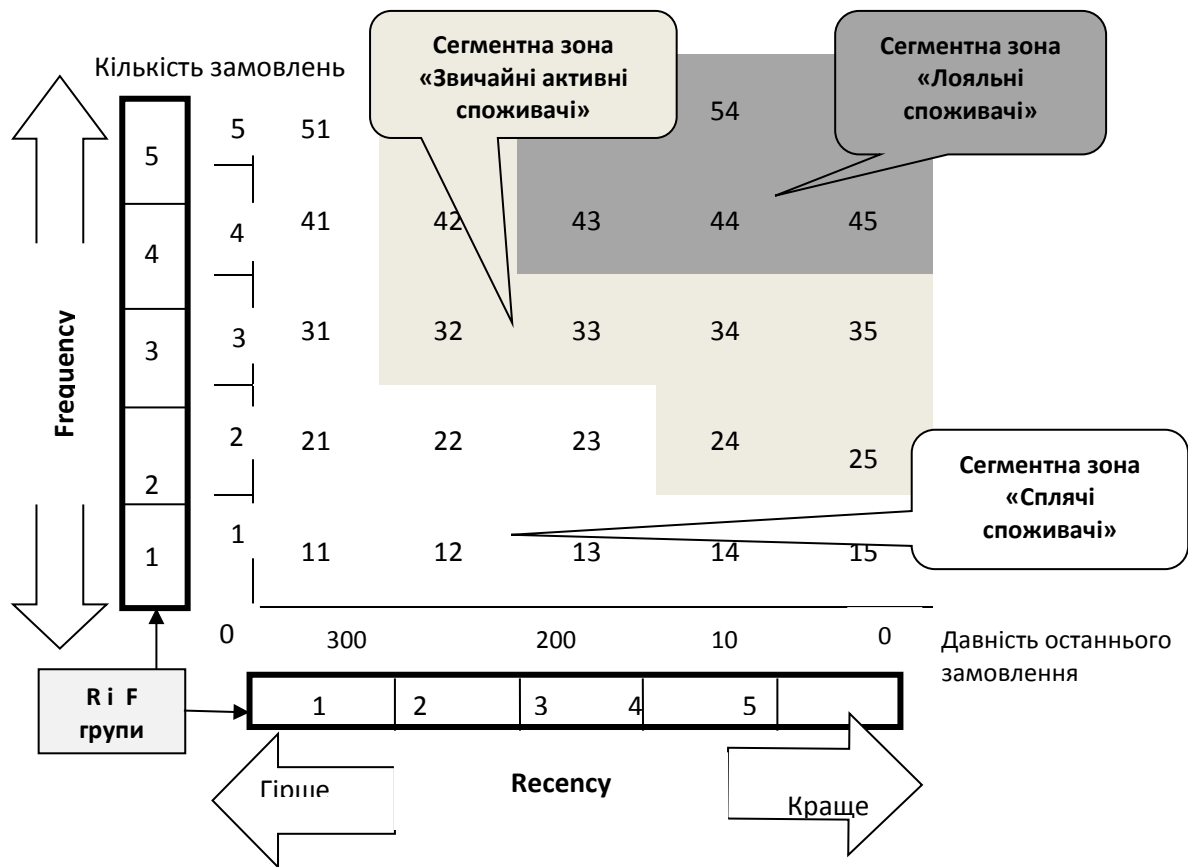 Кількість замовлень
Сегментна зона
«Звичайні активні
споживачі»
Сегментна зона
«Лояльні
споживачі»
5
5
51
54
4
4
41
42
43
44
45
3
3
31
32
33
34
35
2
2
21
22
23
24
25
1
1
11
12
13
14
15
Сегментна зона
«Сплячі
споживачі»
Frequency
0
300
200
10
0
Давність останнього
замовлення
R і F
групи
1
2
3
4
5
Гірше
Recency
Краще